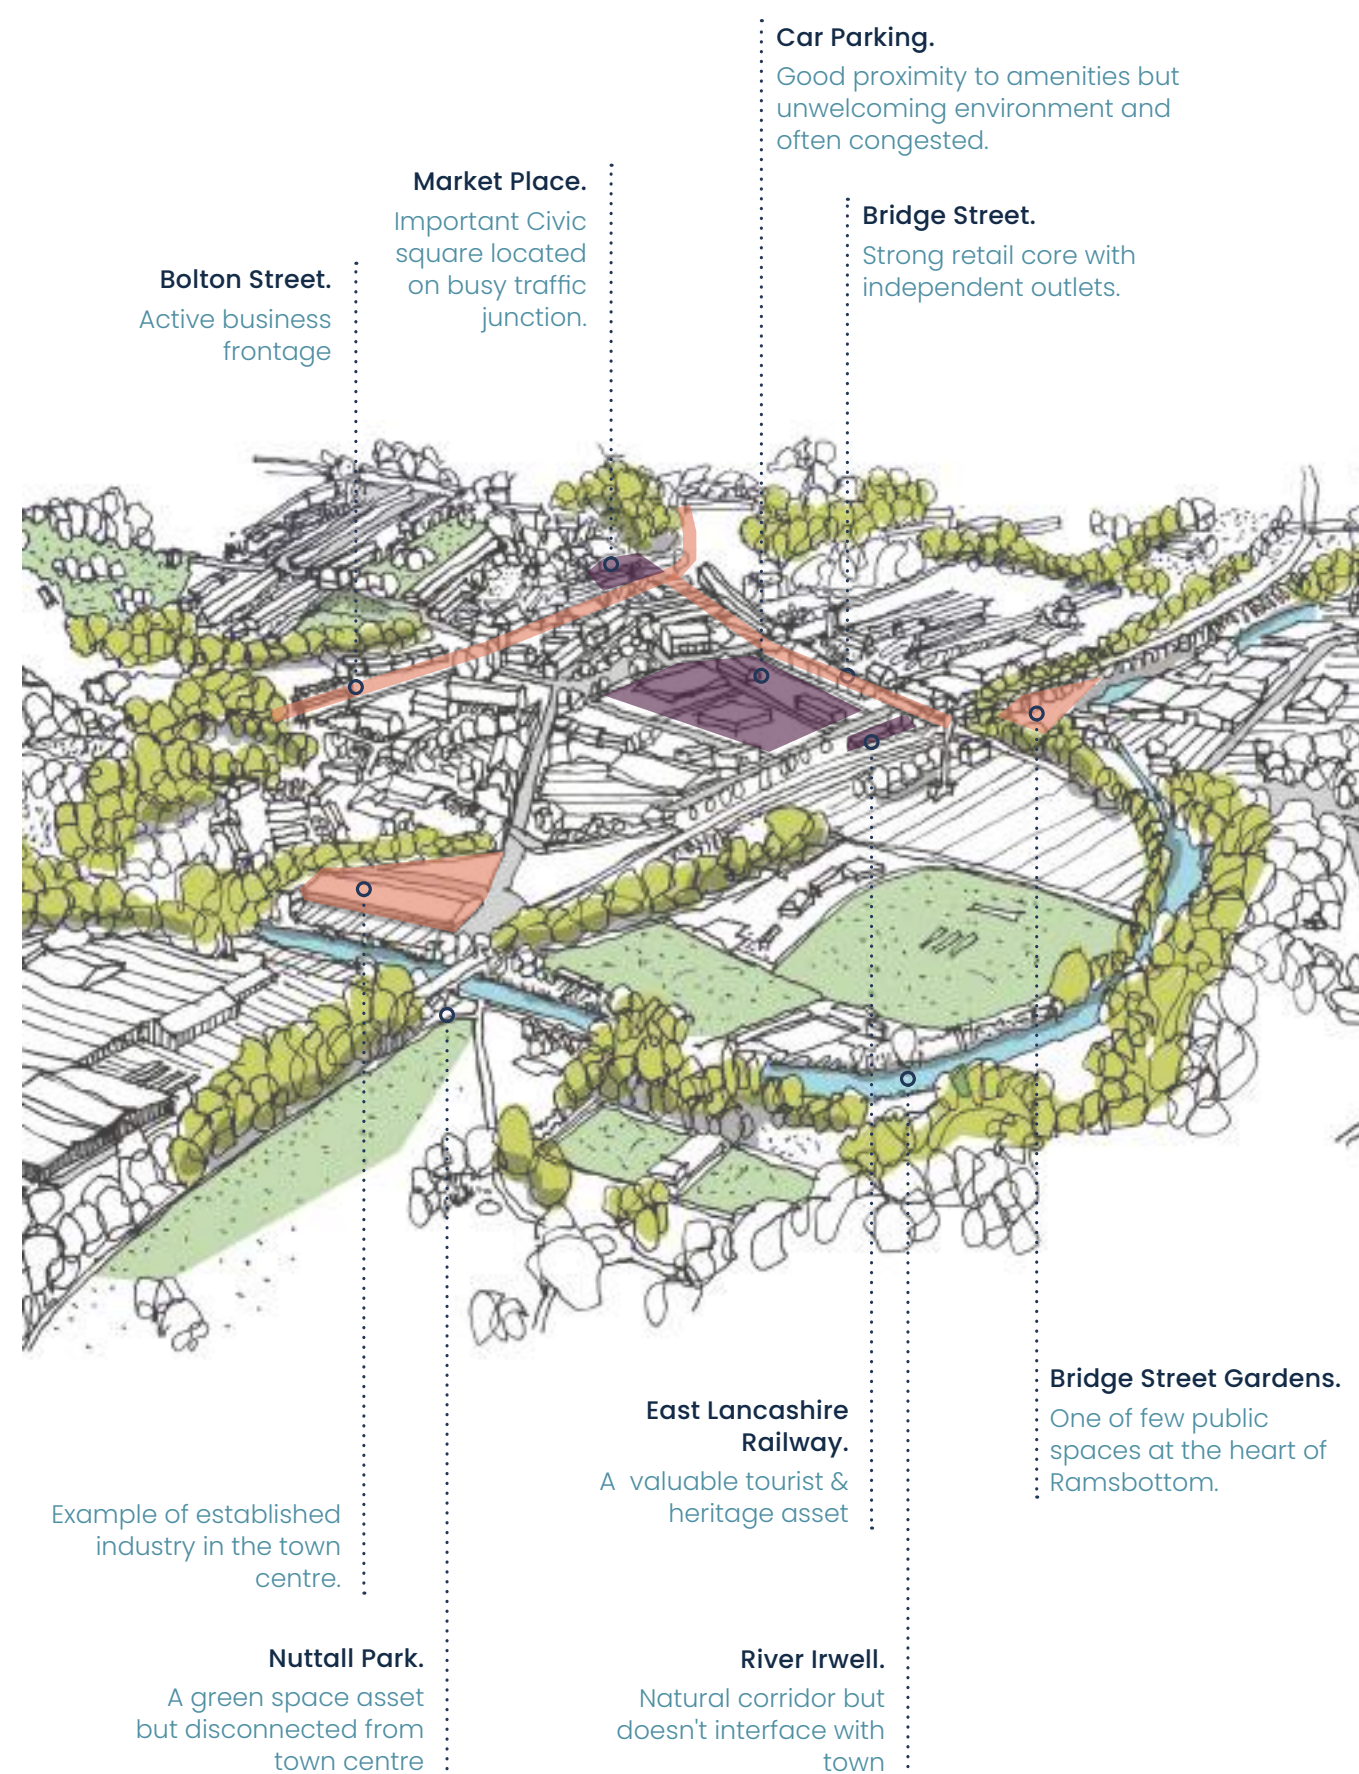 Car Parking.
Good proximity to amenities but
unwelcoming environment and
often congested.
Market Place.
Important Civic
square located
on busy traffic
junction.
Bridge Street.
Strong retail core with
independent outlets.
Bolton Street.
Active business
frontage
Bridge Street Gardens.
One of few public
spaces at the heart of
Ramsbottom.
East Lancashire
Railway.
A valuable tourist &
heritage asset
Example of established
industry in the town
centre.
Nuttall Park.
A green space asset
but disconnected from
town centre
River Irwell.
Natural corridor but
doesn't interface with
town